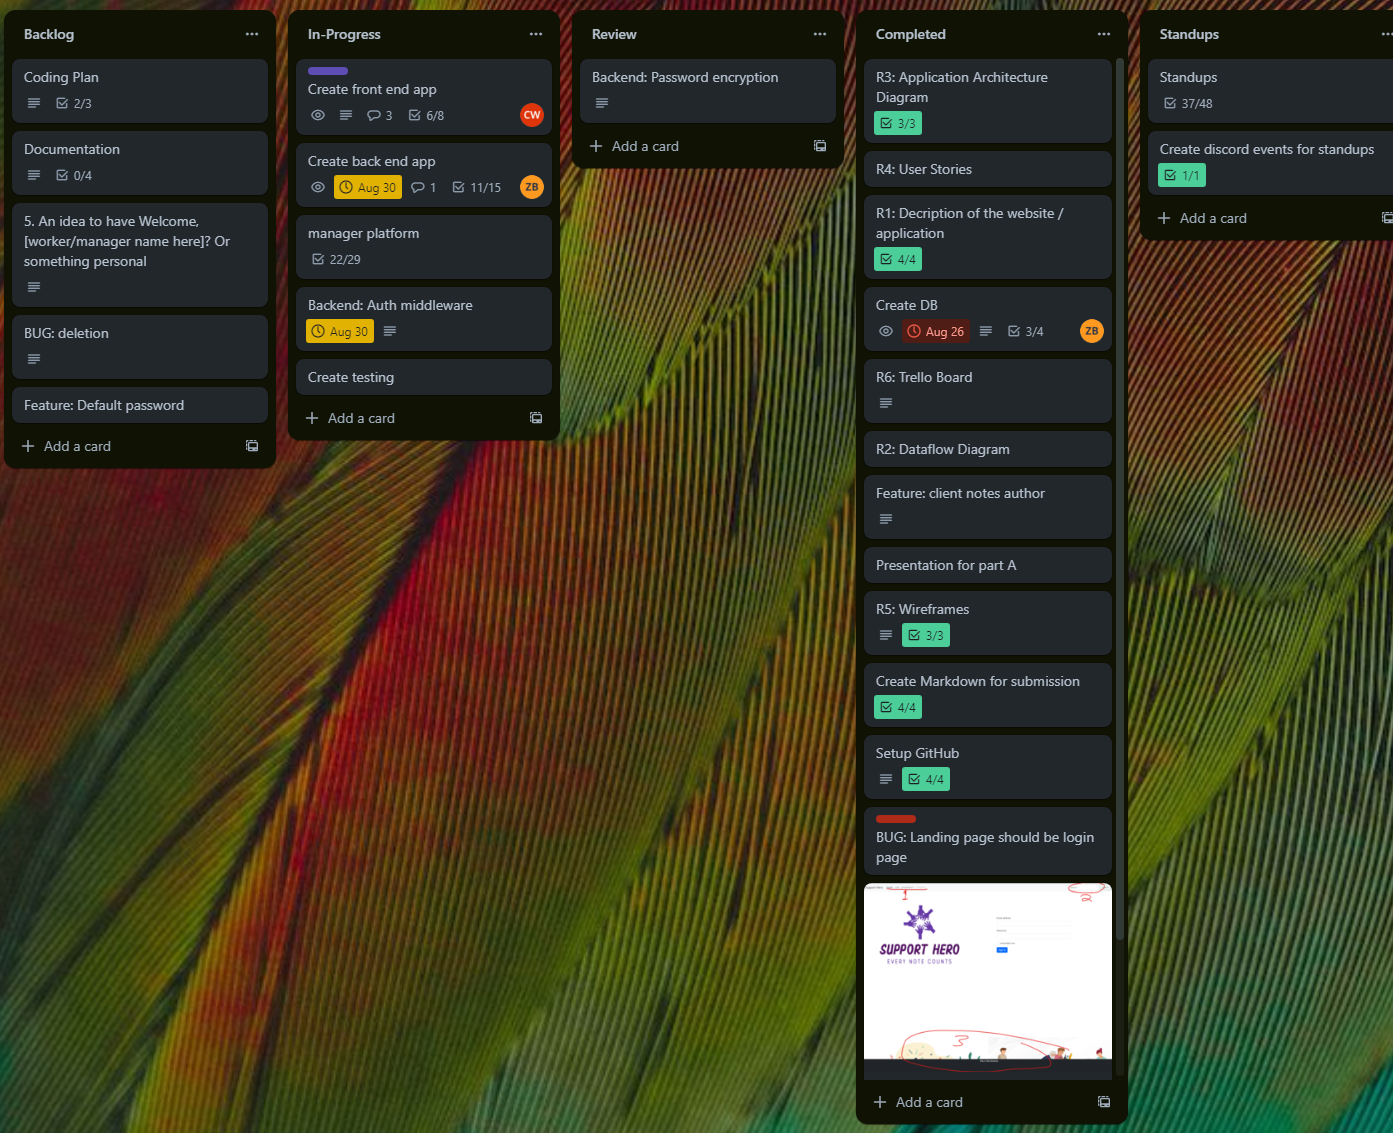 Backlog
Coding Plan
2/3
Documentation
0/4
5. An idea to have Welcome,
[worker/manager name here]? Or
something personal
BUG: deletion
Feature: Default password
Add a card
In-Progress
Create front end app
3 6/8 CW
Create back end app
Aug 30 1 11/15 ZB
manager platform
22/29
Backend: Auth middleware
Aug 30
Create testing
Add a card
Review
Backend: Password encryption
Add a card
Completed
R3: Application Architecture
Diagram
3/3
R4: User Stories
R1: Decription of the website /
application
4/4
Create DB
Aug 26 3/4 ZB
R6: Trello Board
R2: Dataflow Diagram
Feature: client notes author
Presentation for part A
R5: Wireframes
3/3
Create Markdown for submission
4/4
Setup GitHub
4/4
BUG: Landing page should be login
page
1
2
SUPPORT HERO
EVERY NOTE COUNTS
3
Add a card
Standups
Standups
37/48
Create discord events for standups
1/1
Add a card